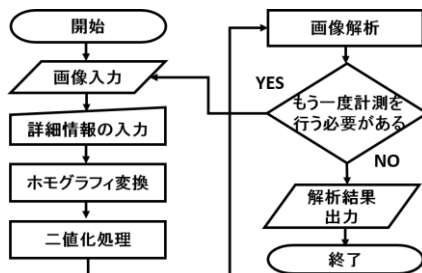 開始
画像入力
詳細情報の入力
ホモグラフィ変換
二値化処理
画像解析
YES
もう一度計測を
行う必要がある
NO
解析結果
出力
終了